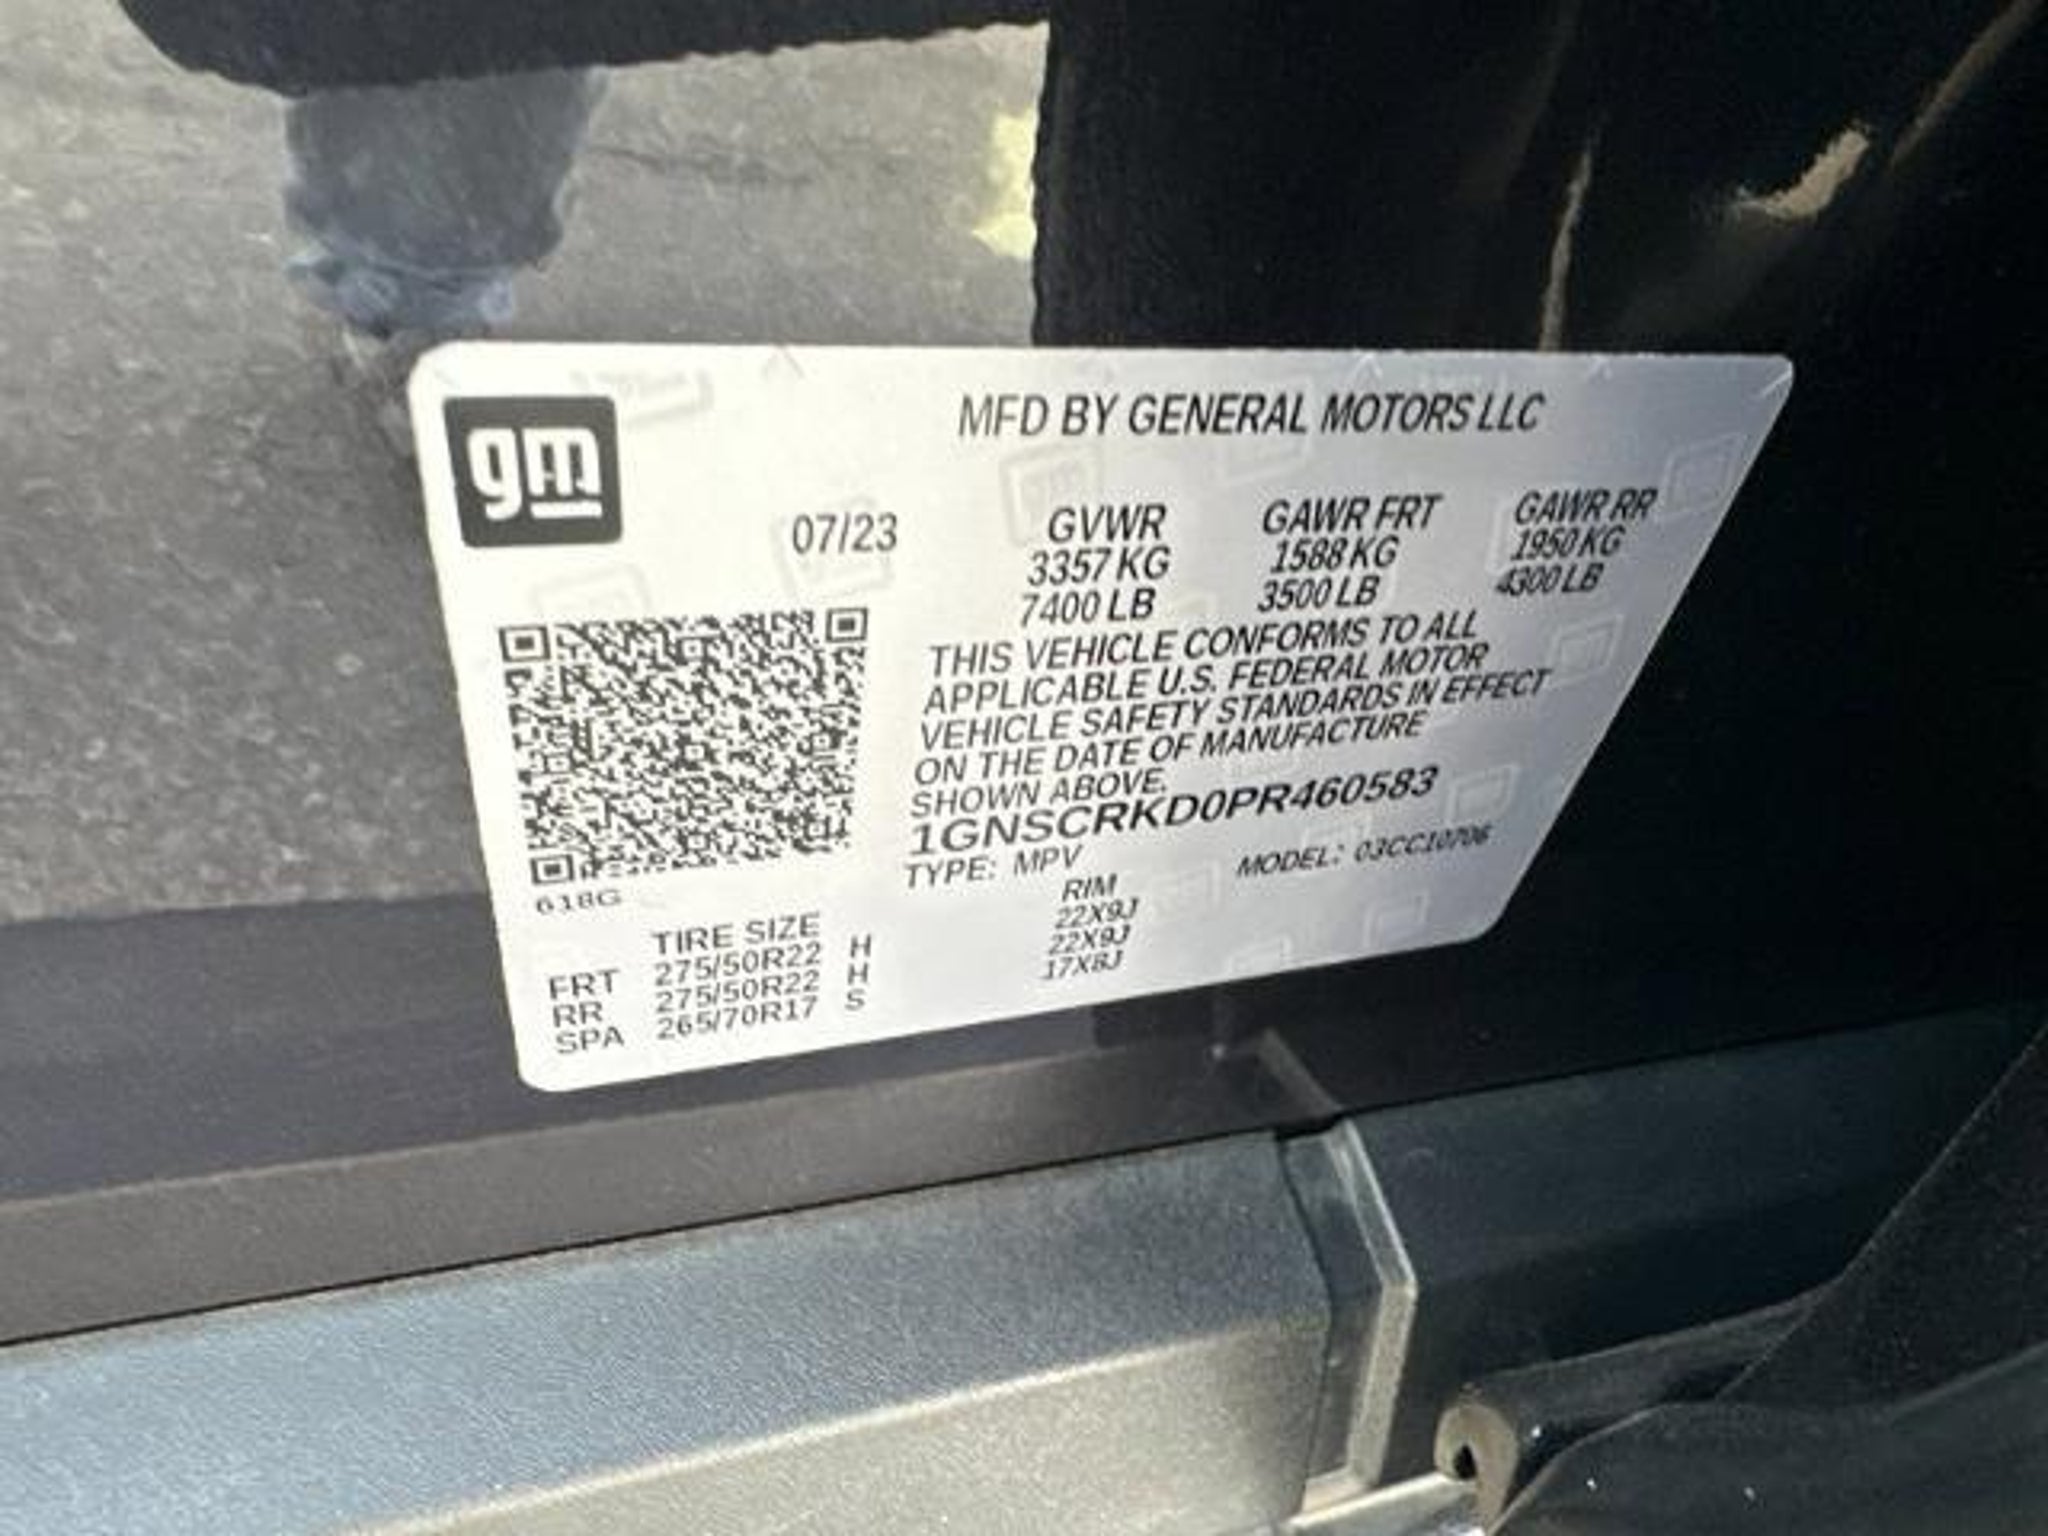 gm
MFD BY GENERAL MOTORS LLC
07/23 GVWR GAWR FRT GAWR RR
3357 KG 1588 KG 1950 KG
7400 LB 3500 LB 4300 LB
THIS VEHICLE CONFORMS TO ALL
APPLICABLE U.S. FEDERAL MOTOR
VEHICLE SAFETY STANDARDS IN EFFECT
ON THE DATE OF MANUFACTURE
SHOWN ABOVE.
1GNSCRKD0PR460583
TYPE: MPV MODEL: 03CC10706
618G
TIRE SIZE RIM
FRT 275/50R22 H 22X9J
RR 275/50R22 H 22X9J
SPA 265/70R17 S 17X8J